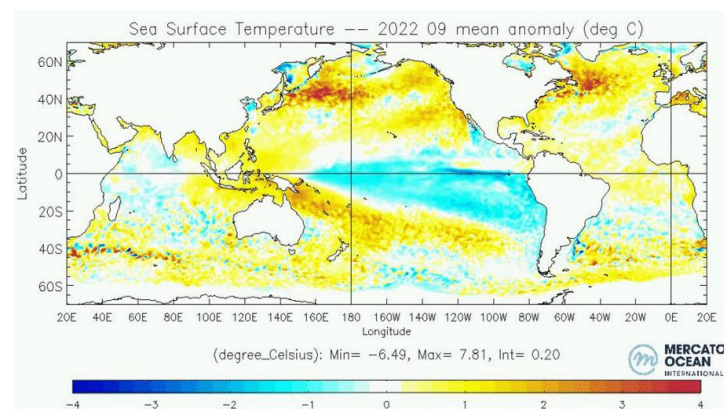 Sea Surface Temperature -- 2022 09 mean anomaly (deg C)
60N
40N
20N
0
20S
40S
60S
Latitude
20E 40E 60E 80E 100E 120E 140E 160E 180 160W 140W 120W 100W 80W 60W 40W 20W 0 20E
Longitude
(degree_Celsius): Min= -6.49, Max= 7.81, Int= 0.20
MERCATO
OCEAN
INTERNATIONAL
-4 -3 -2 -1 0 1 2 3 4